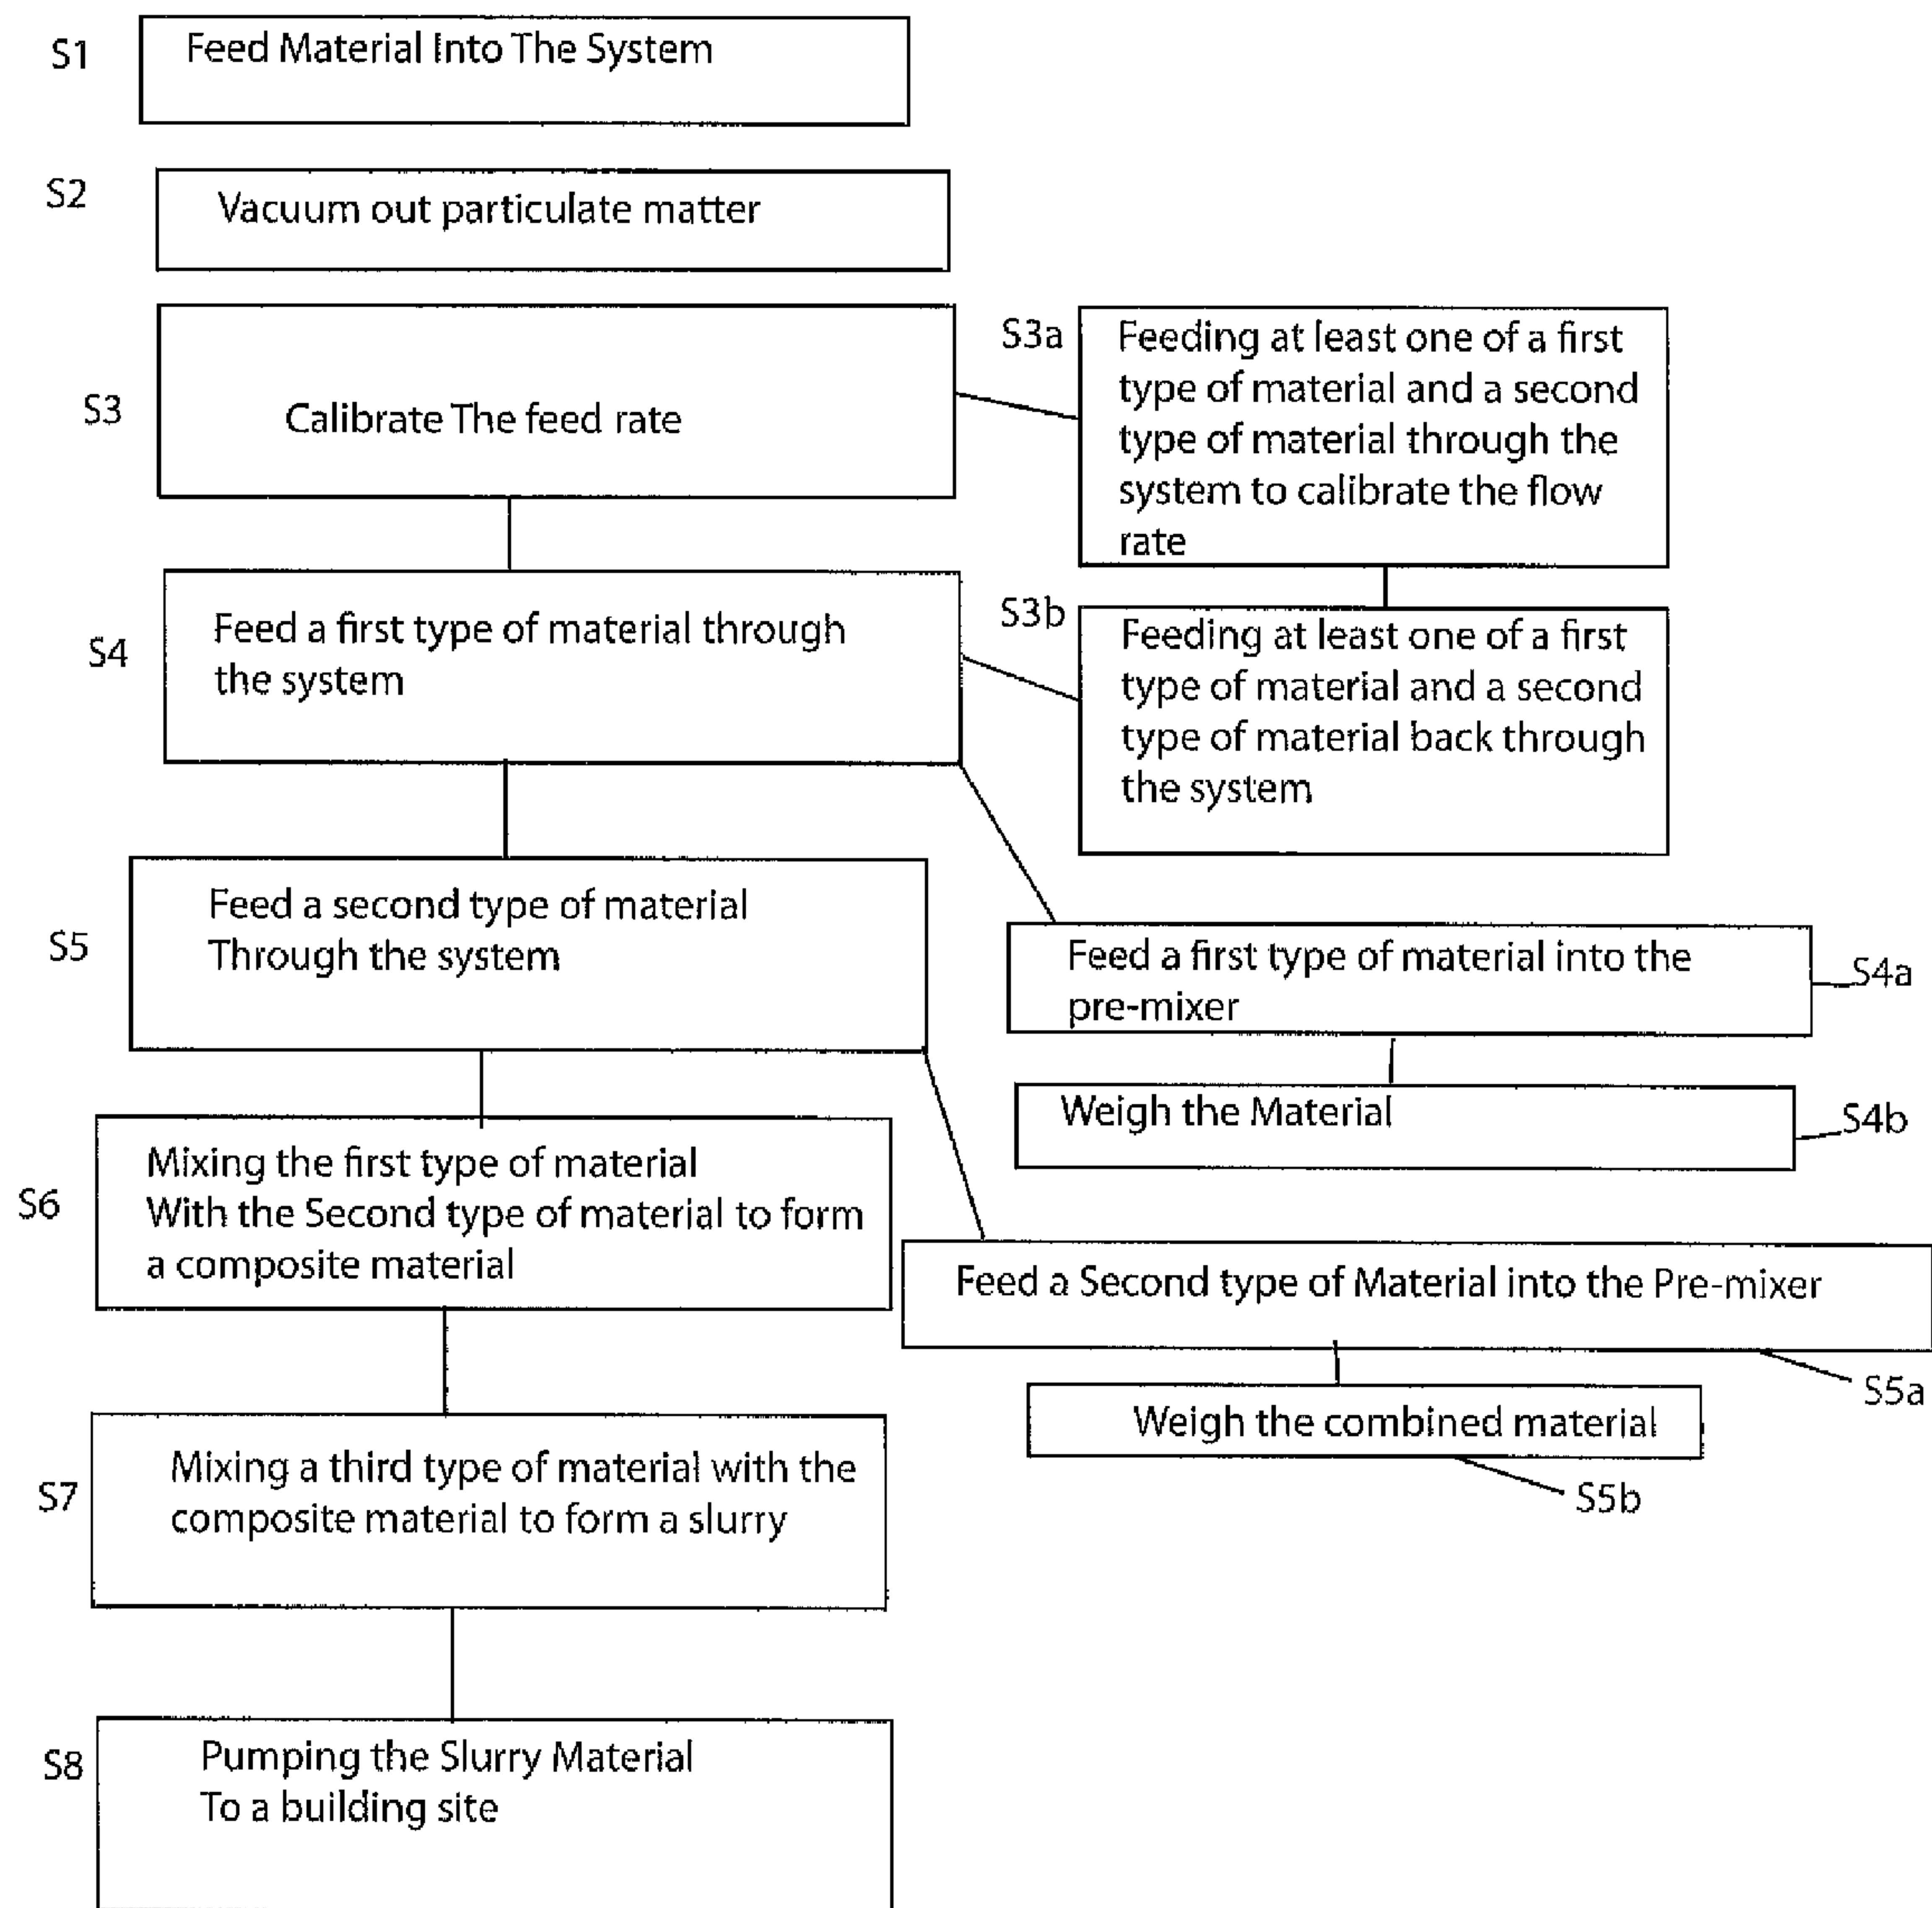 S1
Feed Material Into The System
S2
Vacuum out particulate matter
S3
Calibrate The feed rate
S3a
Feeding at least one of a first
type of material and a second
type of material through the
system to calibrate the flow
rate
S4
Feed a first type of material through
the system
S3b
Feeding at least one of a first
type of material and a second
type of material back through
the system
S5
Feed a second type of material
Through the system
Feed a first type of material into the
pre-mixer
S4a
Weigh the Material
S4b
S6
Mixing the first type of material
With the Second type of material to form
a composite material
Feed a Second type of Material into the Pre-mixer
S5a
Weigh the combined material
S5b
S7
Mixing a third type of material with the
composite material to form a slurry
S8
Pumping the Slurry Material
To a building site